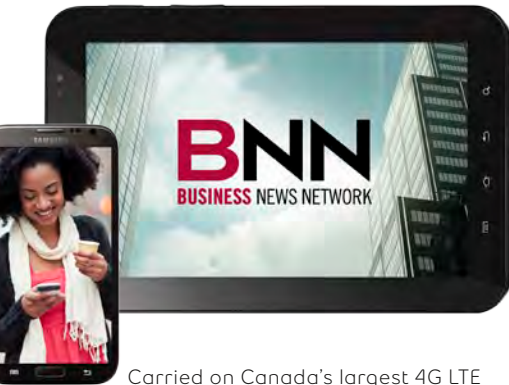 SAMSUNG
BNN
BUSINESS NEWS NETWORK
Carried on Canada's largest 4G LTE